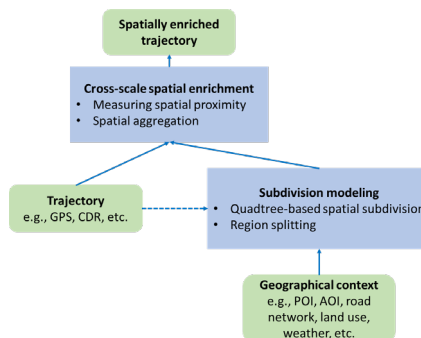 Spatially enriched
trajectory
Cross-scale spatial enrichment
• Measuring spatial proximity
• Spatial aggregation
Trajectory
e.g., GPS, CDR, etc.
Subdivision modeling
• Quadtree-based spatial subdivision
• Region splitting
Geographical context
e.g., POI, AOI, road
network, land use,
weather, etc.